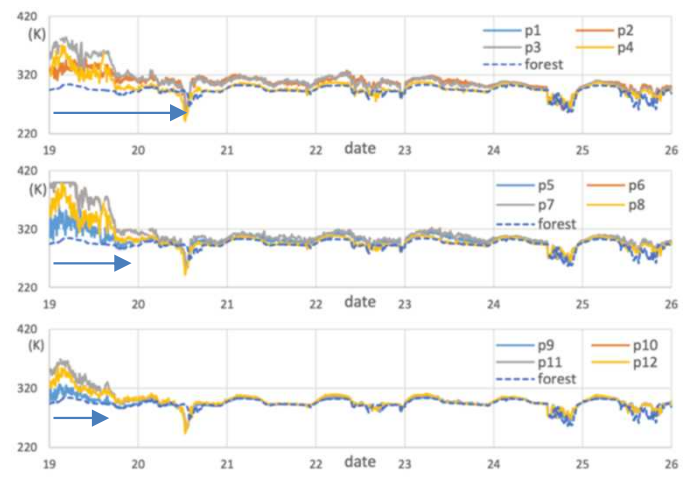 420
(K)
320
220
p1 p2
p3 p4
forest
19 20 21 22 date 23 24 25 26
420
(K)
320
220
p5 p6
p7 p8
forest
19 20 21 22 date 23 24 25 26
420
(K)
320
220
p9 p10
p11 p12
forest
19 20 21 22 date 23 24 25 26